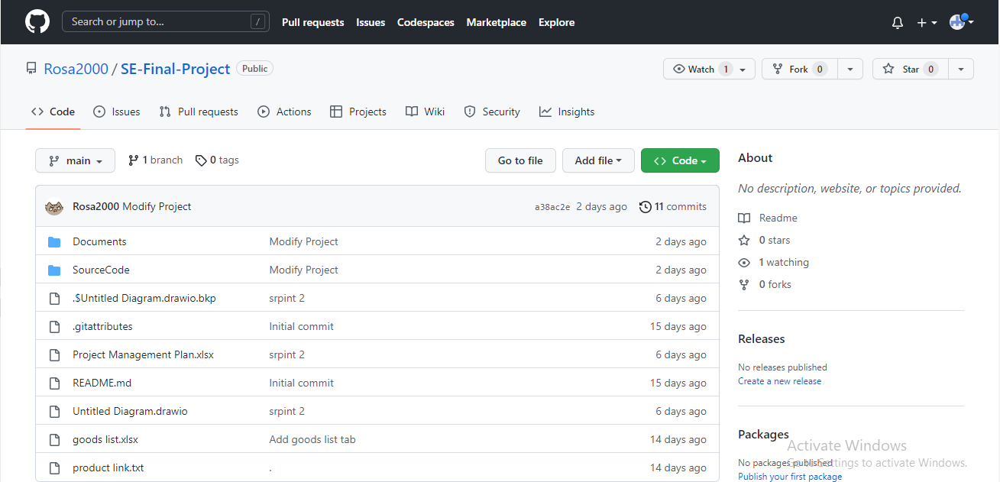 Search or jump to... / Pull requests Issues Codespaces Marketplace Explore
Rosa2000 / SE-Final-Project Public Watch 1 Fork 0 Star 0
Code Issues Pull requests Actions Projects Wiki Security Insights
main 1 branch 0 tags Go to file Add file Code
Rosa2000 Modify Project a38ac2e 2 days ago 11 commits
Documents Modify Project 2 days ago
SourceCode Modify Project 2 days ago
.$Untitled Diagram.drawio.bkp srpint 2 6 days ago
.gitattributes Initial commit 15 days ago
Project Management Plan.xlsx srpint 2 6 days ago
README.md Initial commit 15 days ago
Untitled Diagram.drawio srpint 2 6 days ago
goods list.xlsx Add goods list tab 14 days ago
product link.txt . 14 days ago
About
No description, website, or topics provided.
Readme
0 stars
1 watching
0 forks
Releases
No releases published
Create a new release
Packages
No packages published
Publish your first package
Activate Windows
Go to Settings to activate Windows.